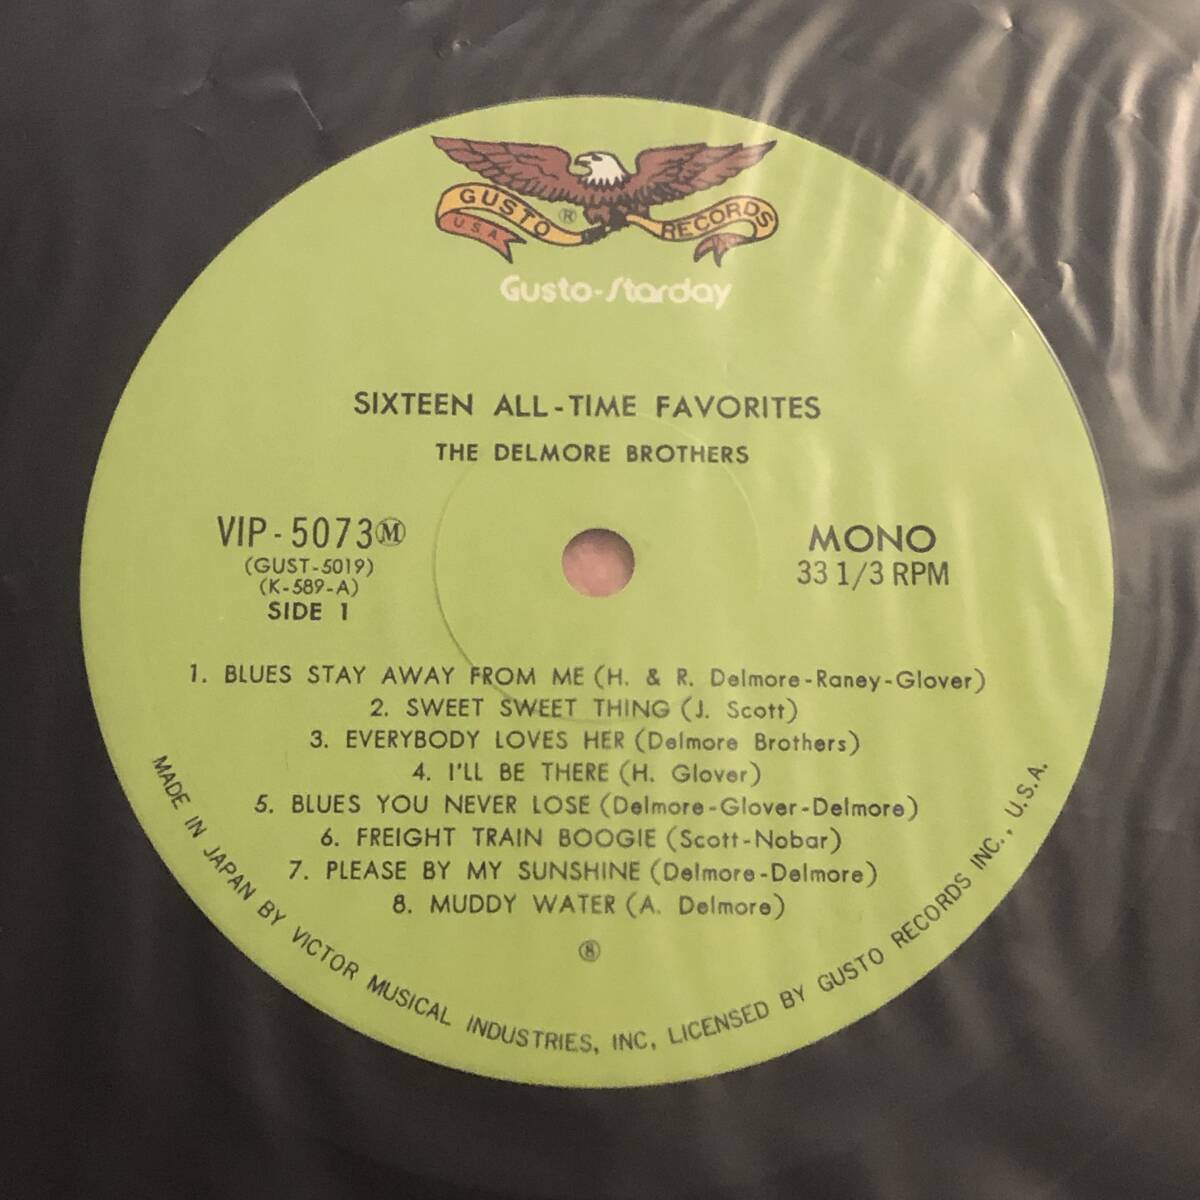 GUSTO
®
RECORDS
USA
INC.
Gusto-Starday
SIXTEEN ALL-TIME FAVORITES
THE DELMORE BROTHERS
VIP-5073Ⓜ
(GUST-5019)
(K-589-A)
SIDE 1
MONO
33 1/3 RPM
1. BLUES STAY AWAY FROM ME (H. & R. Delmore-Raney-Glover)
2. SWEET SWEET THING (J. Scott)
3. EVERYBODY LOVES HER (Delmore Brothers)
4. I'LL BE THERE (H. Glover)
5. BLUES YOU NEVER LOSE (Delmore-Glover-Delmore)
6. FREIGHT TRAIN BOOGIE (Scott-Nobar)
7. PLEASE BY MY SUNSHINE (Delmore-Delmore)
8. MUDDY WATER (A. Delmore)
⑧
MADE IN JAPAN BY VICTOR MUSICAL INDUSTRIES, INC, LICENSED BY GUSTO RECORDS INC., U.S.A.